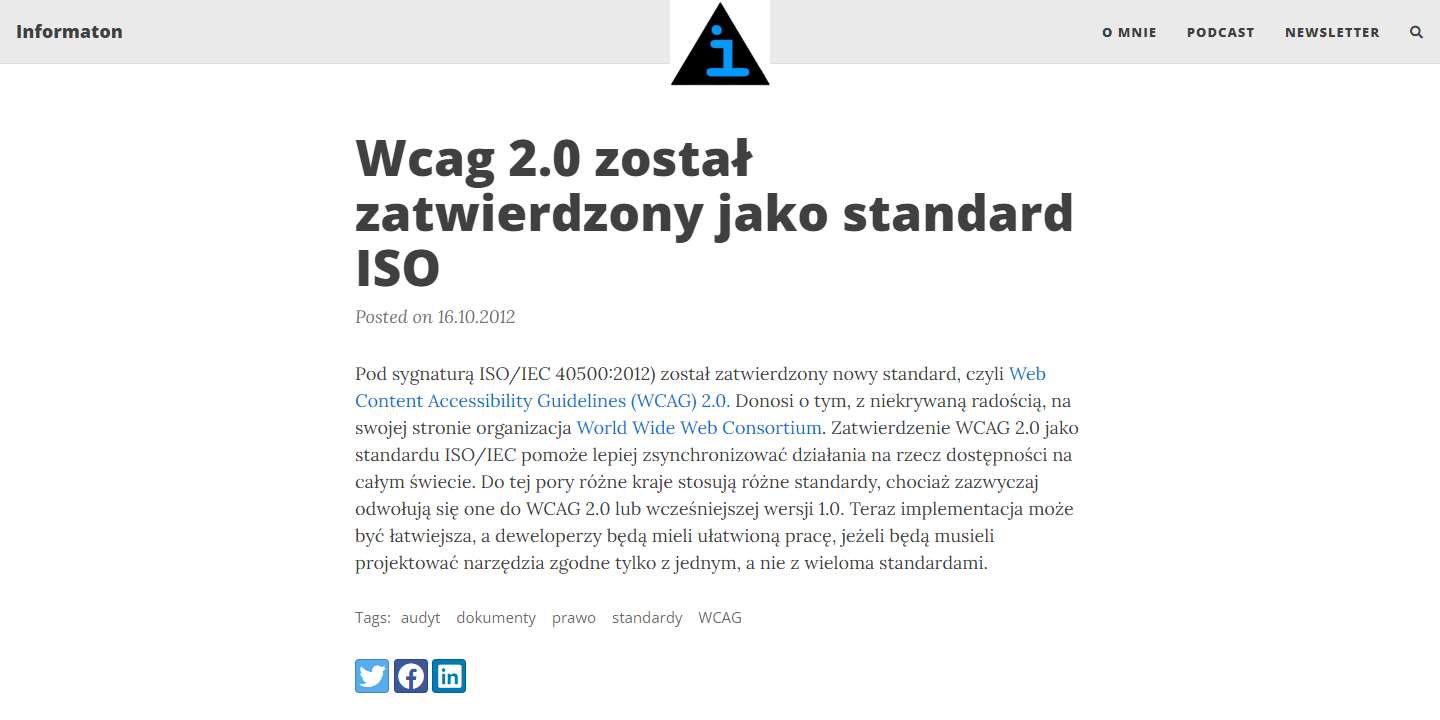 Informaton
i
O MNIE PODCAST NEWSLETTER
Wcag 2.0 został
zatwierdzony jako standard
ISO
Posted on 16.10.2012
Pod sygnaturą ISO/IEC 40500:2012) został zatwierdzony nowy standard, czyli Web
Content Accessibility Guidelines (WCAG) 2.0. Donosi o tym, z niekrywaną radością, na
swojej stronie organizacja World Wide Web Consortium. Zatwierdzenie WCAG 2.0 jako
standardu ISO/IEC pomoże lepiej zsynchronizować działania na rzecz dostępności na
całym świecie. Do tej pory różne kraje stosują różne standardy, chociaż zazwyczaj
odwołują się one do WCAG 2.0 lub wcześniejszej wersji 1.0. Teraz implementacja może
być łatwiejsza, a deweloperzy będą mieli ułatwioną pracę, jeżeli będą musieli
projektować narzędzia zgodne tylko z jednym, a nie z wieloma standardami.
Tags: audyt dokumenty prawo standardy WCAG